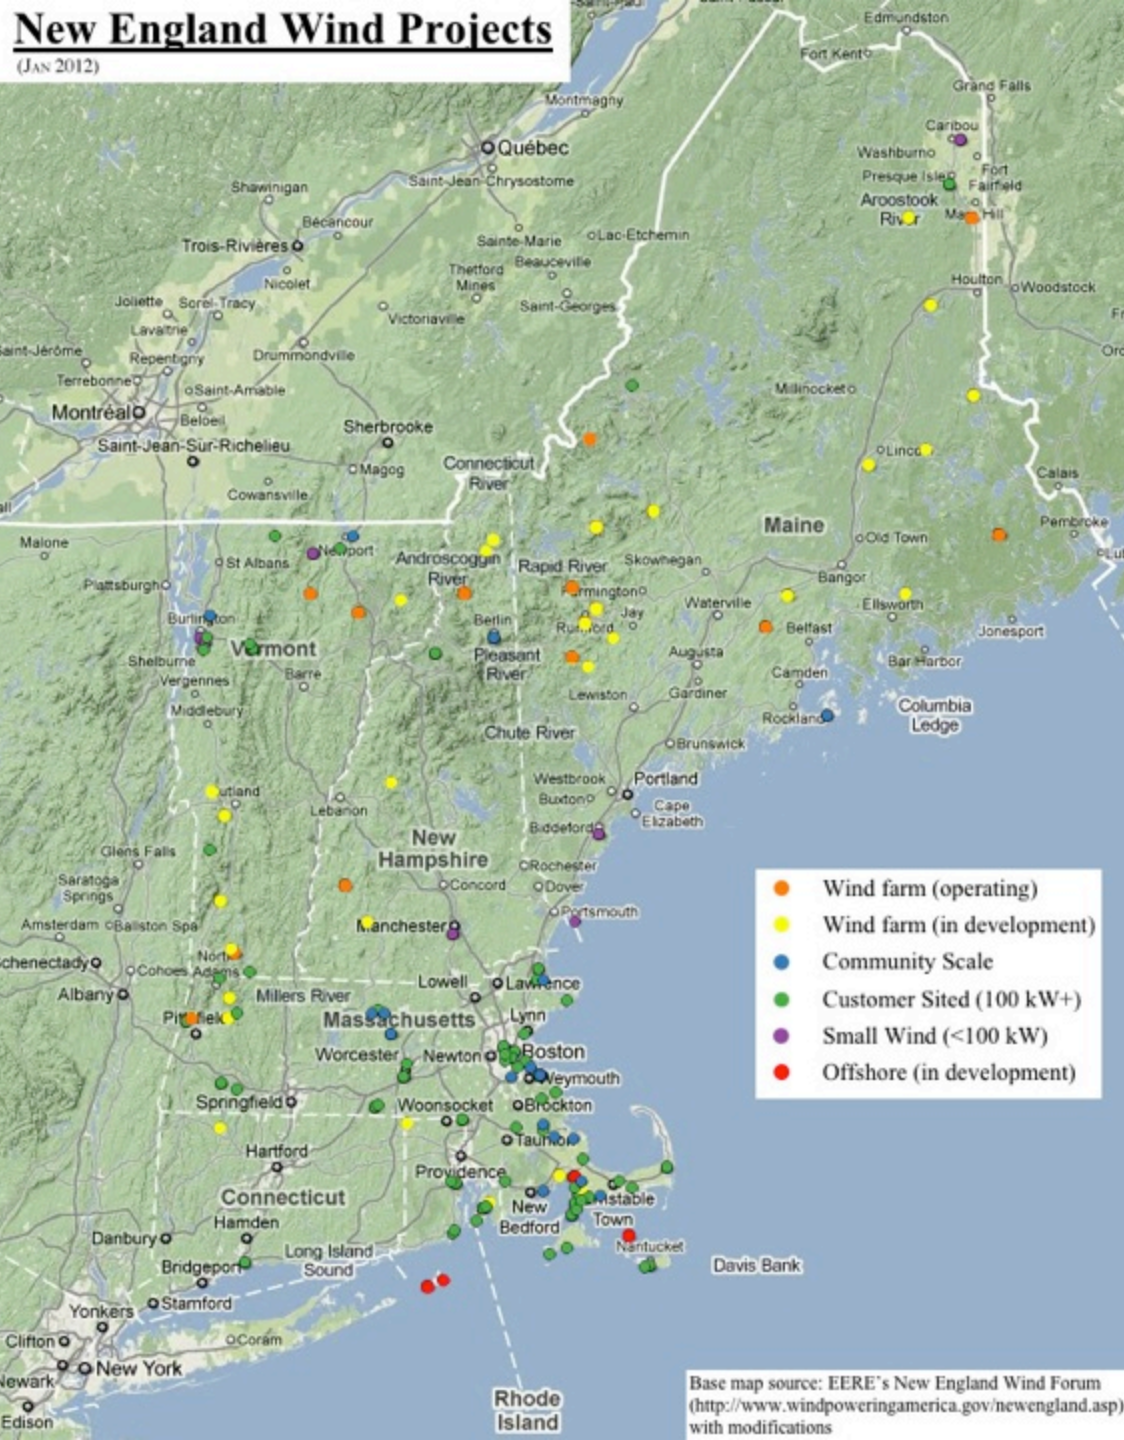 New England Wind Projects
(JAN 2012)
Edmundston
Fort Kent
Grand Falls
Montmagny
Caribou
Québec
Washburn
Saint-Jean-Chrysostome
Presque Isle
Fort
Fairfield
Shawinigan
Aroostook
River
Mars Hill
Bécancour
Trois-Rivières
Sainte-Marie
Lac-Etchemin
Nicolet
Thetford
Mines
Beauceville
Houlton
Woodstock
Joliette
Sorel-Tracy
Saint-Georges
Victoriaville
Lavaltrie
Saint-Jérôme
Repentigny
Drummondville
Terrebonne
Saint-Amable
Millinocket
Montréal
Beloeil
Sherbrooke
Saint-Jean-Sur-Richelieu
Magog
Connecticut
River
Lincoln
Calais
Cowansville
Maine
Pembroke
Malone
Newport
Old Town
St Albans
Androscoggin
River
Rapid River
Skowhegan
Bangor
Plattsburgh
Farmington
Waterville
Ellsworth
Burlington
Berlin
Rumford
Jay
Belfast
Jonesport
Vermont
Pleasant
River
Augusta
Bar Harbor
Shelburne
Barre
Camden
Vergennes
Lewiston
Gardiner
Middlebury
Rockland
Columbia
Ledge
Chute River
Brunswick
Westbrook
Portland
Rutland
Buxton
Lebanon
Cape
Elizabeth
Biddeford
New
Hampshire
Glens Falls
Rochester
Saratoga
Springs
Concord
Dover
Portsmouth
Amsterdam
Ballston Spa
Manchester
North
Adams
Schenectady
Cohoes
Lowell
Lawrence
Albany
Millers River
Pittsfield
Massachusetts
Lynn
Worcester
Newton
Boston
Weymouth
Springfield
Woonsocket
Brockton
Taunton
Hartford
Providence
Connecticut
New
Bedford
Barnstable
Town
Hamden
Danbury
Long Island
Sound
Nantucket
Bridgeport
Davis Bank
Stamford
Yonkers
Clifton
Coram
New York
Newark
Edison
Rhode
Island
Wind farm (operating)
Wind farm (in development)
Community Scale
Customer Sited (100 kW+)
Small Wind (<100 kW)
Offshore (in development)
Base map source: EERE's New England Wind Forum
(http://www.windpoweringamerica.gov/newengland.asp)
with modifications